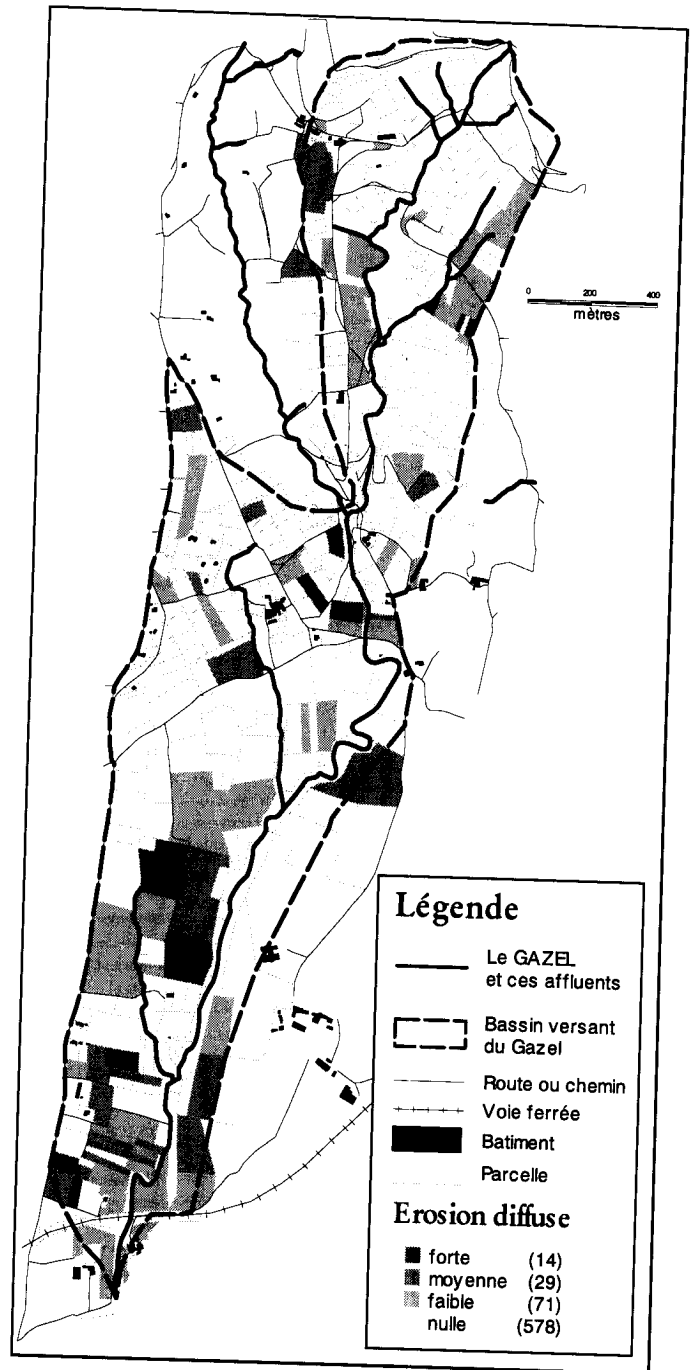 0 200 400
mètres
Légende
Le GAZEL
et ces affluents
Bassin versant
du Gazel
Route ou chemin
Voie ferrée
Batiment
Parcelle
Erosion diffuse
forte (14)
moyenne (29)
faible (71)
nulle (578)